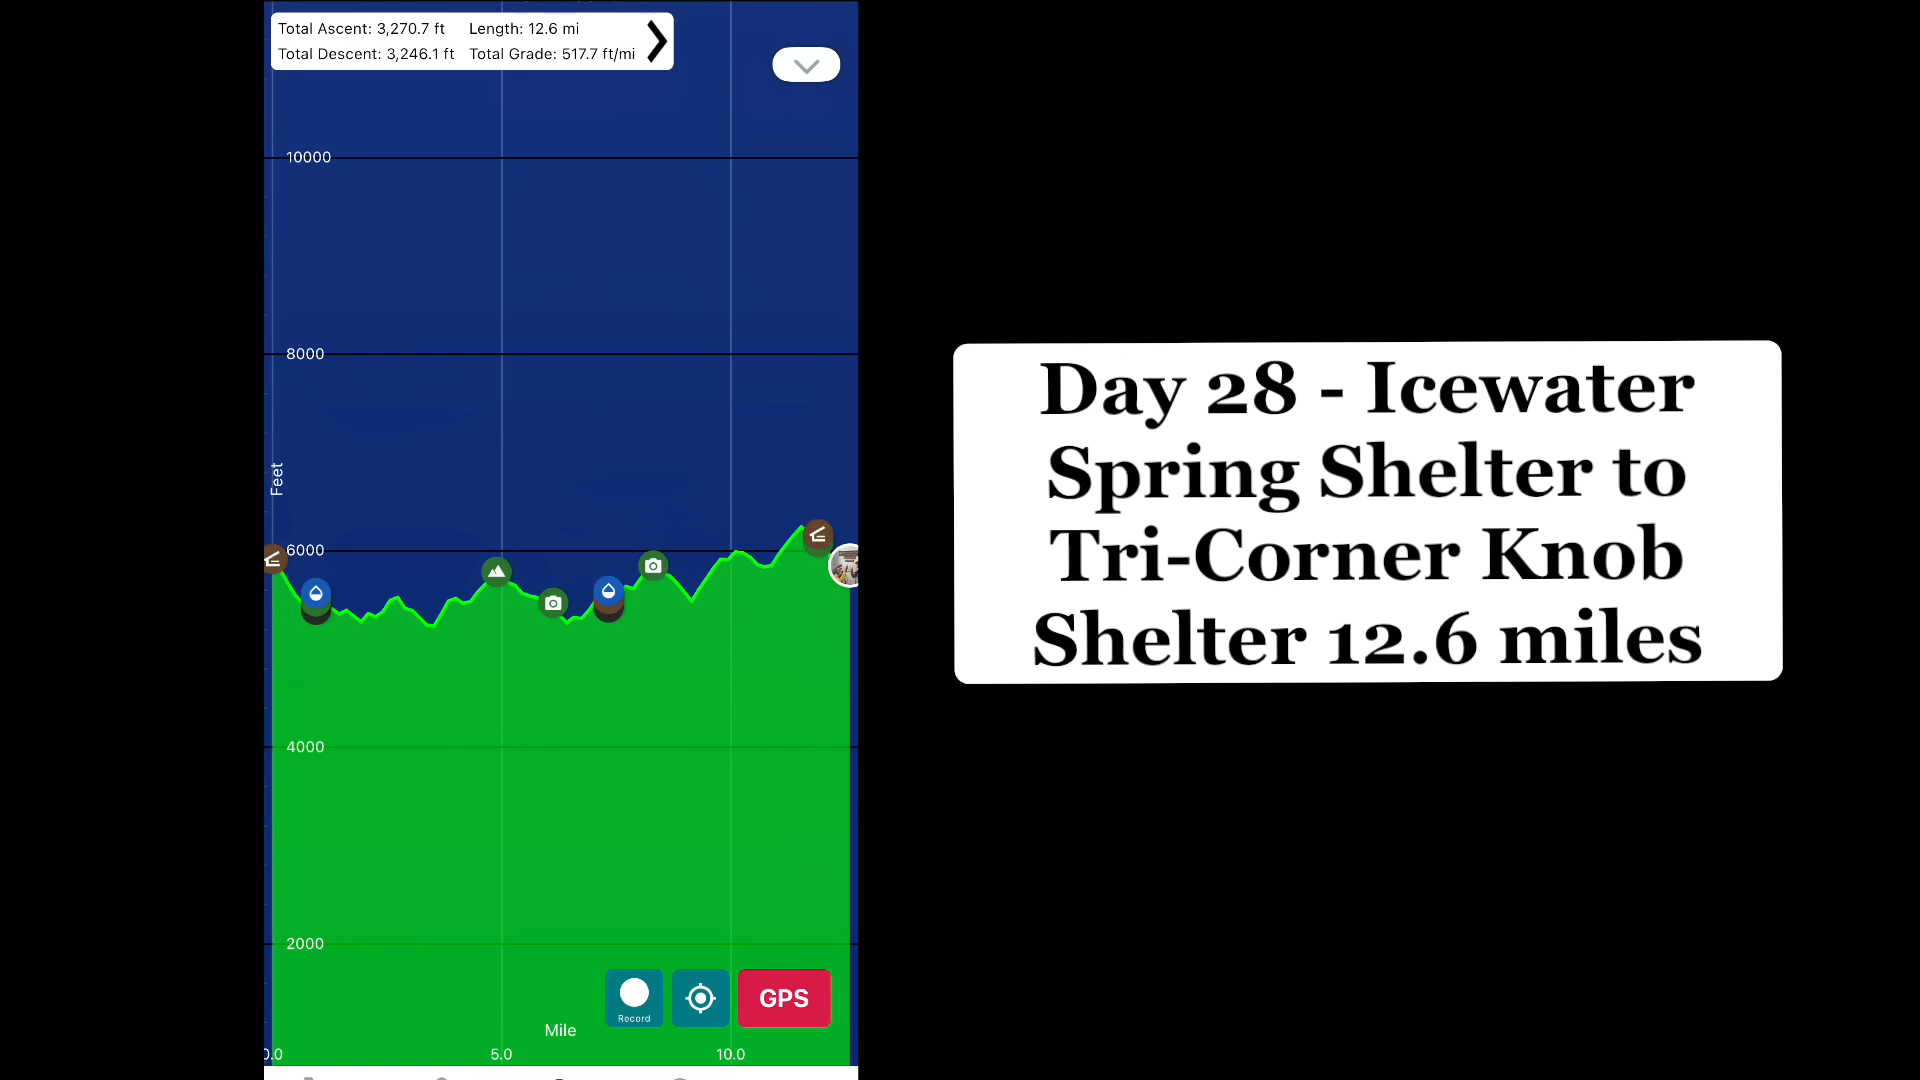 Total Ascent: 3,270.7 ft Length: 12.6 mi
Total Descent: 3,246.1 ft Total Grade: 517.7 ft/mi
10000
8000
Feet
6000
4000
2000
Record
GPS
Mile
0.0 5.0 10.0
Day 28 - Icewater
Spring Shelter to
Tri-Corner Knob
Shelter 12.6 miles